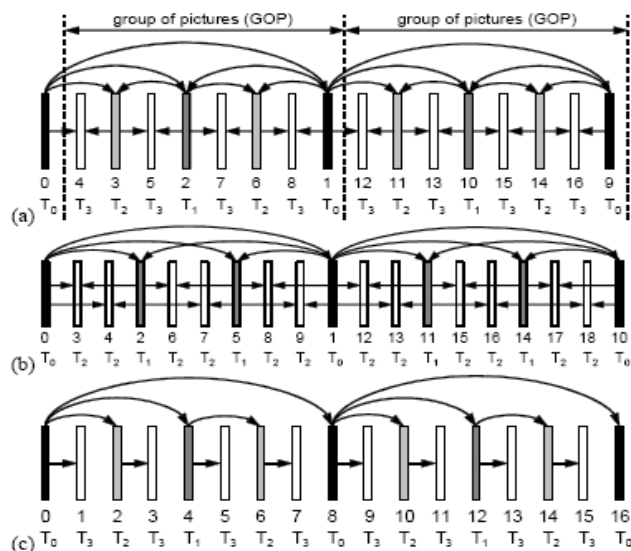 group of pictures (GOP) group of pictures (GOP)
0 4 3 5 2 7 6 8 1 12 11 13 10 15 14 16 9
(a) T0 T3 T2 T3 T1 T3 T2 T3 T0 T3 T2 T3 T1 T3 T2 T3 T0
0 3 4 2 6 7 5 8 9 1 12 13 11 15 16 14 17 18 10
(b) T0 T2 T2 T1 T2 T2 T1 T2 T2 T0 T2 T2 T1 T2 T2 T1 T2 T2 T0
0 1 2 3 4 5 6 7 8 9 10 11 12 13 14 15 16
(c) T0 T3 T2 T3 T1 T3 T2 T3 T0 T3 T2 T3 T1 T3 T2 T3 T0